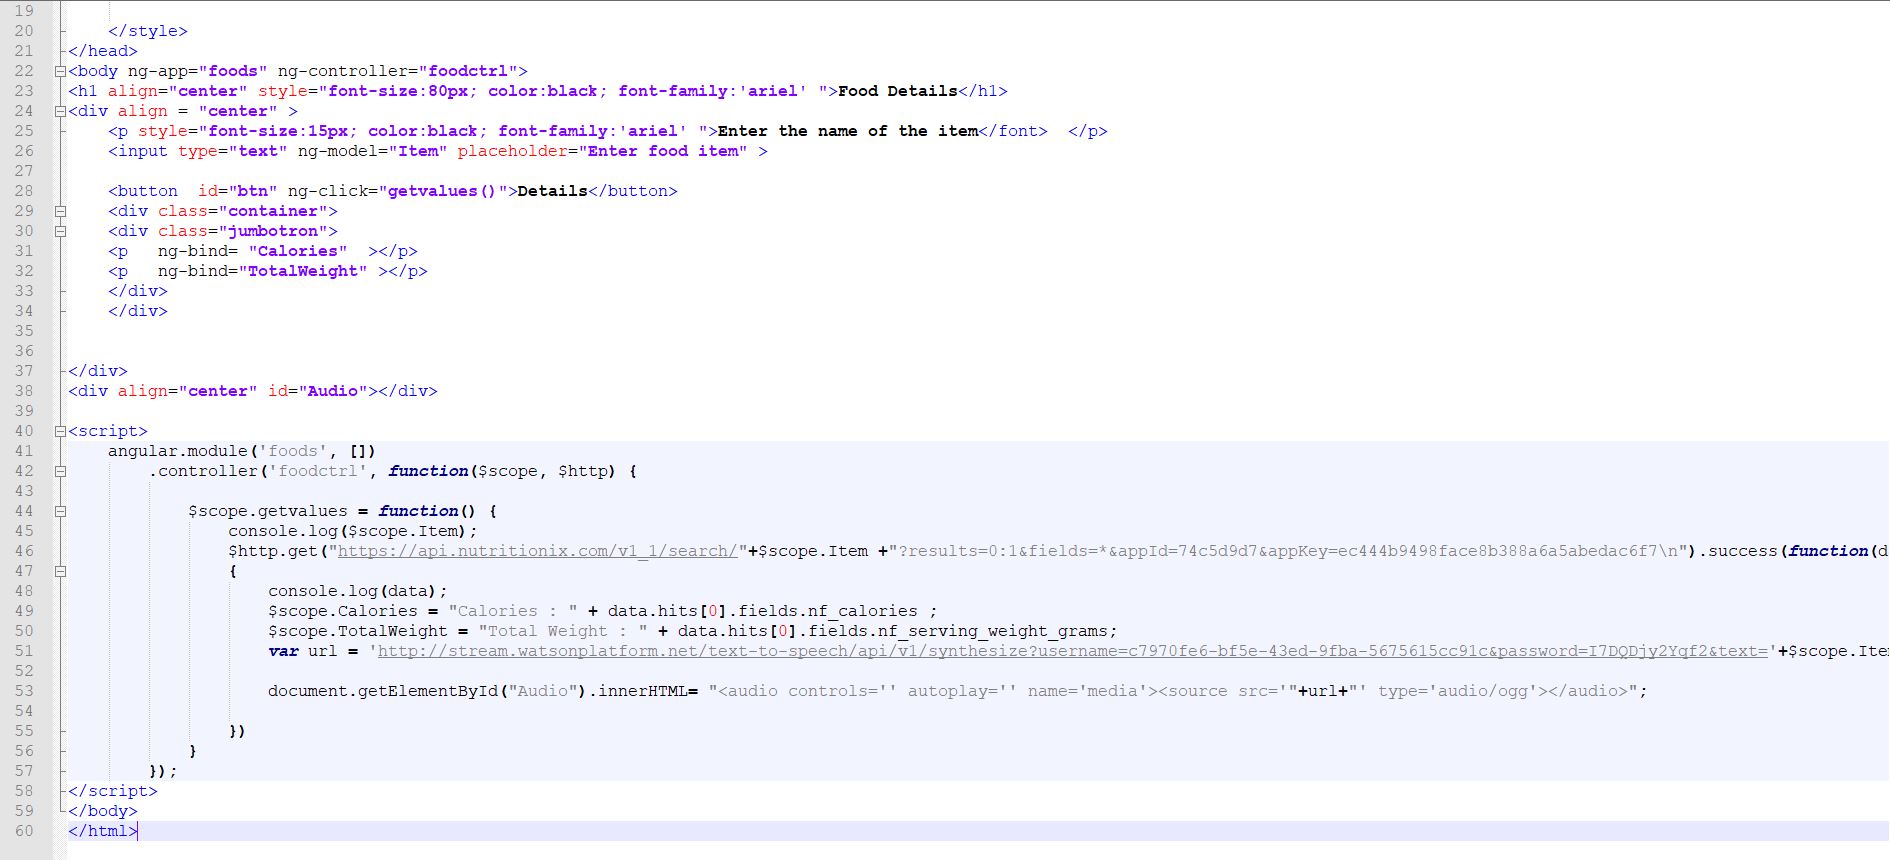 19
20 </style>
21 </head>
22 <body ng-app="foods" ng-controller="foodctrl">
23 <h1 align="center" style="font-size:80px; color:black; font-family:'ariel' ">Food Details</h1>
24 <div align = "center" >
25 <p style="font-size:15px; color:black; font-family:'ariel' ">Enter the name of the item</font>  </p>
26 <input type="text" ng-model="Item" placeholder="Enter food item" >
27
28 <button  id="btn" ng-click="getvalues()">Details</button>
29 <div class="container">
30 <div class="jumbotron">
31 <p   ng-bind= "Calories"  ></p>
32 <p   ng-bind="TotalWeight" ></p>
33 </div>
34 </div>
35
36
37 </div>
38 <div align="center" id="Audio"></div>
39
40 <script>
41 angular.module('foods', [])
42 .controller('foodctrl', function($scope, $http) {
43
44 $scope.getvalues = function() {
45 console.log($scope.Item);
46 $http.get("https://api.nutritionix.com/v1_1/search/"+$scope.Item +"?results=0:1&fields=*&appId=74c5d9d7&appKey=ec444b9498face8b388a6a5abedac6f7\n").success(function(d
47 {
48 console.log(data);
49 $scope.Calories = "Calories : " + data.hits[0].fields.nf_calories ;
50 $scope.TotalWeight = "Total Weight : " + data.hits[0].fields.nf_serving_weight_grams;
51 var url = 'http://stream.watsonplatform.net/text-to-speech/api/v1/synthesize?username=c7970fe6-bf5e-43ed-9fba-5675615cc91c&password=I7DQDjy2Yqf2&text='+$scope.Ite
52
53 document.getElementById("Audio").innerHTML= "<audio controls='' autoplay='' name='media'><source src='"+url+"' type='audio/ogg'></audio>";
54
55 })
56 }
57 });
58 </script>
59 </body>
60 </html>